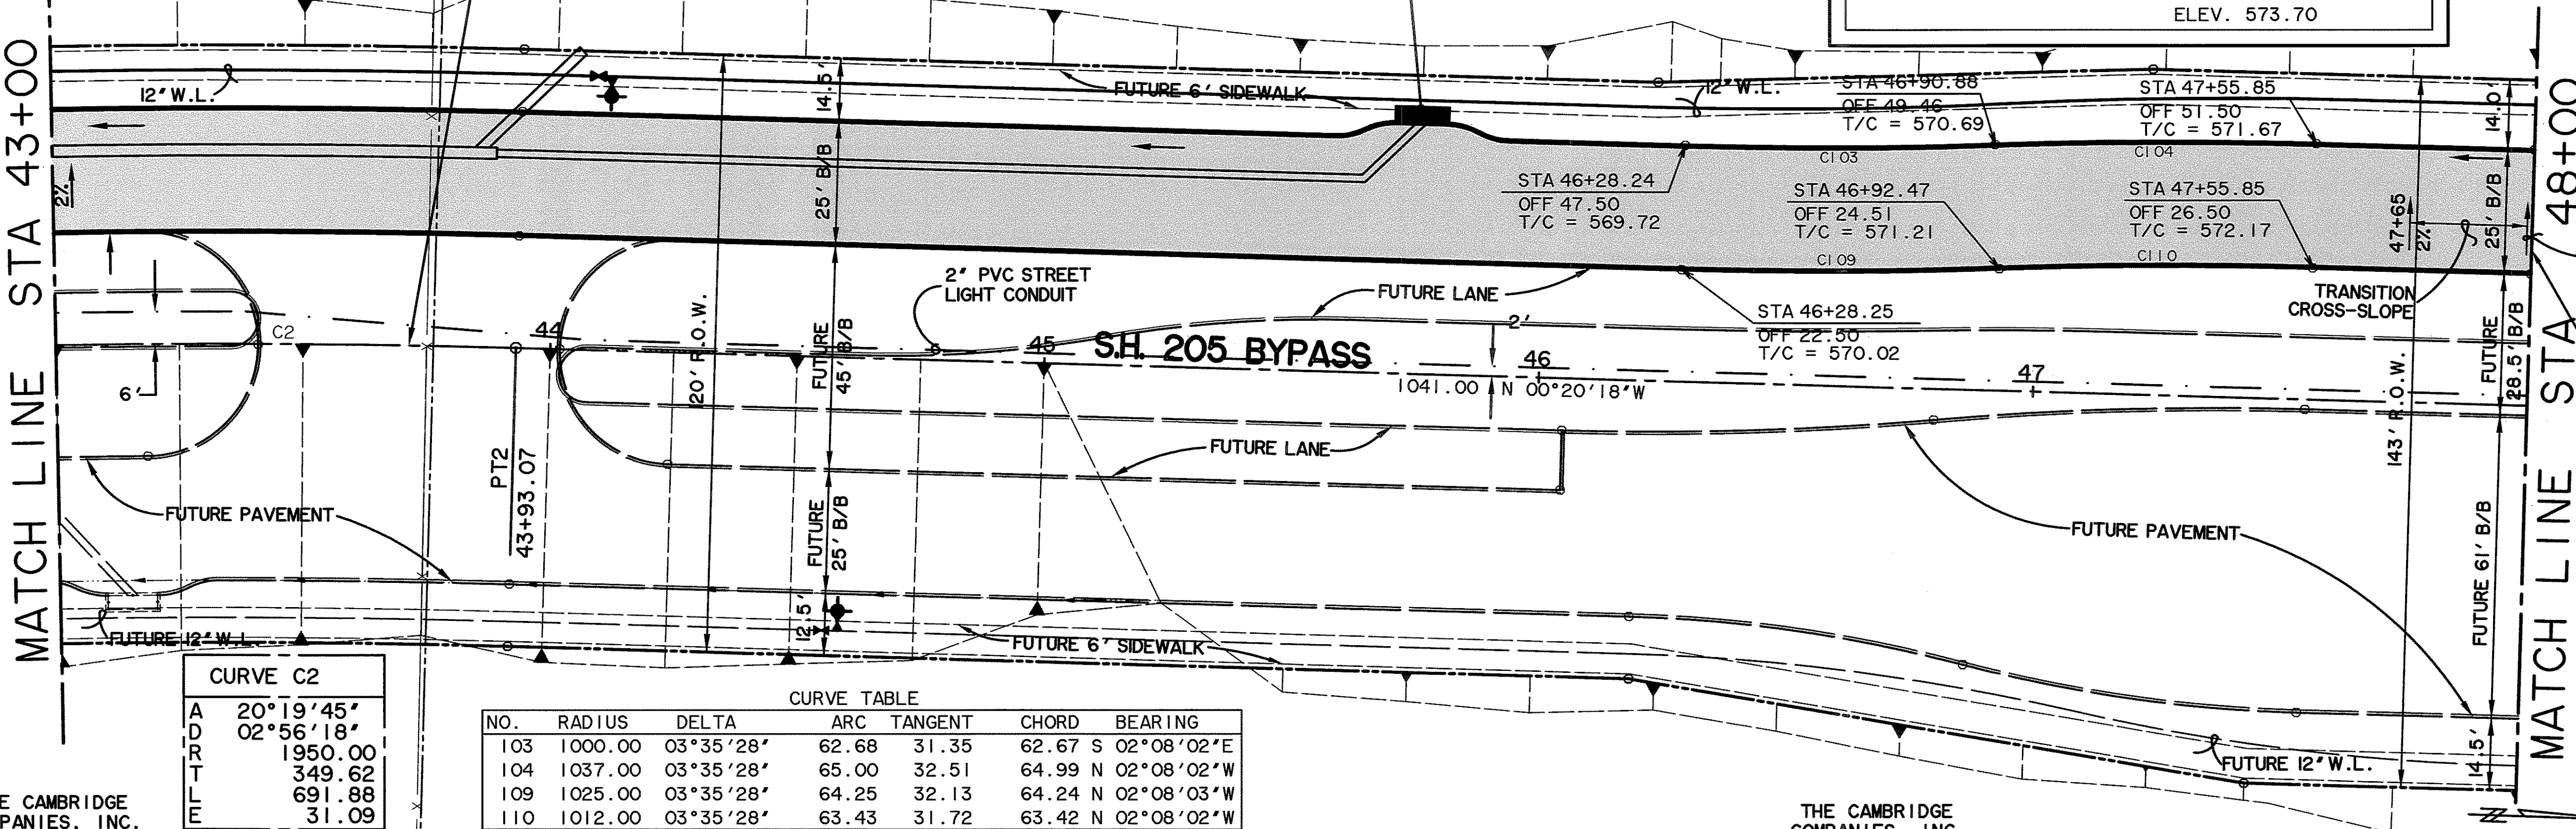 ELEV. 573.70
MATCH LINE STA 43+00
12" W.L.
14.5'
FUTURE 6' SIDEWALK
12" W.L.
STA 46+90.88
OFF 49.46
T/C = 570.69
STA 47+55.85
OFF 51.50
T/C = 571.67
14.0'
C103
C104
2%
25' B/B
STA 46+28.24
OFF 47.50
T/C = 569.72
STA 46+92.47
OFF 24.51
T/C = 571.21
STA 47+55.85
OFF 26.50
T/C = 572.17
47+65
2%
25' B/B
C109
C110
2" PVC STREET
LIGHT CONDUIT
FUTURE LANE
TRANSITION
CROSS-SLOPE
STA 46+28.25
OFF 22.50
T/C = 570.02
C2
44
120' R.O.W.
FUTURE
45' B/B
45
S.H. 205 BYPASS
2'
46
47
1041.00 N 00°20'18"W
FUTURE
28.5' B/B
6'
143' R.O.W.
FUTURE LANE
PT2
43+93.07
FUTURE PAVEMENT
FUTURE
25' B/B
FUTURE PAVEMENT
FUTURE 61' B/B
12.5'
FUTURE 12" W.L.
FUTURE 6' SIDEWALK
14.5'
FUTURE 12" W.L.
MATCH LINE STA 48+00
CURVE C2
A 20°19'45"
D 02°56'18"
R 1950.00
T 349.62
L 691.88
E 31.09
CURVE TABLE
NO. RADIUS DELTA ARC TANGENT CHORD BEARING
103 1000.00 03°35'28" 62.68 31.35 62.67 S 02°08'02"E
104 1037.00 03°35'28" 65.00 32.51 64.99 N 02°08'02"W
109 1025.00 03°35'28" 64.25 32.13 64.24 N 02°08'03"W
110 1012.00 03°35'28" 63.43 31.72 63.42 N 02°08'02"W
E CAMBRIDGE
PANIES, INC.
THE CAMBRIDGE
COMPANIES, INC